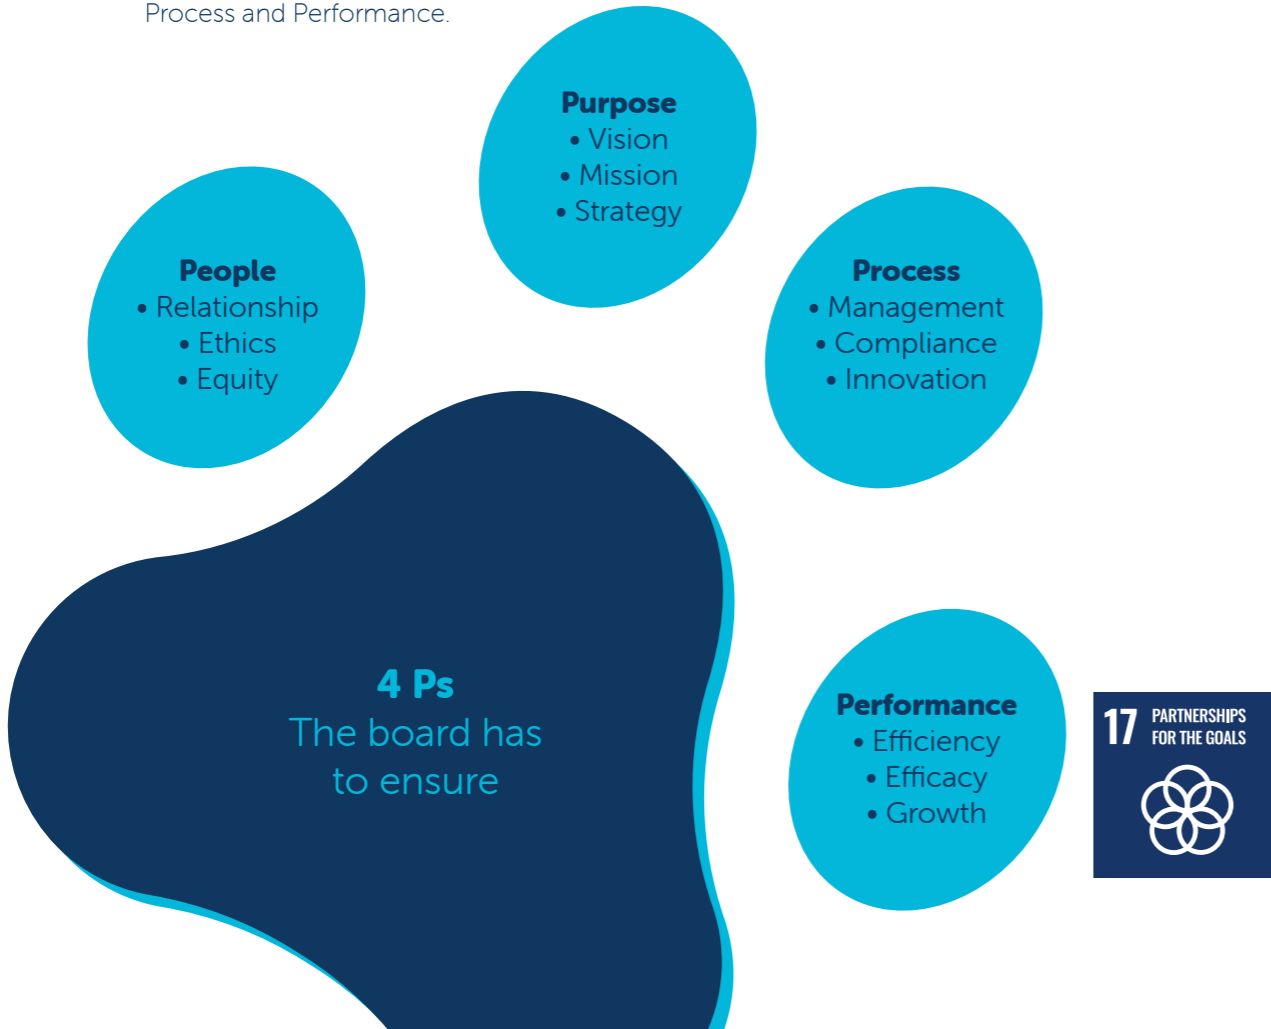 Process and Performance.
Purpose
• Vision
• Mission
• Strategy
People
• Relationship
• Ethics
• Equity
Process
• Management
• Compliance
• Innovation
4 Ps
The board has
to ensure
Performance
• Efficiency
• Efficacy
• Growth
17 PARTNERSHIPS
FOR THE GOALS